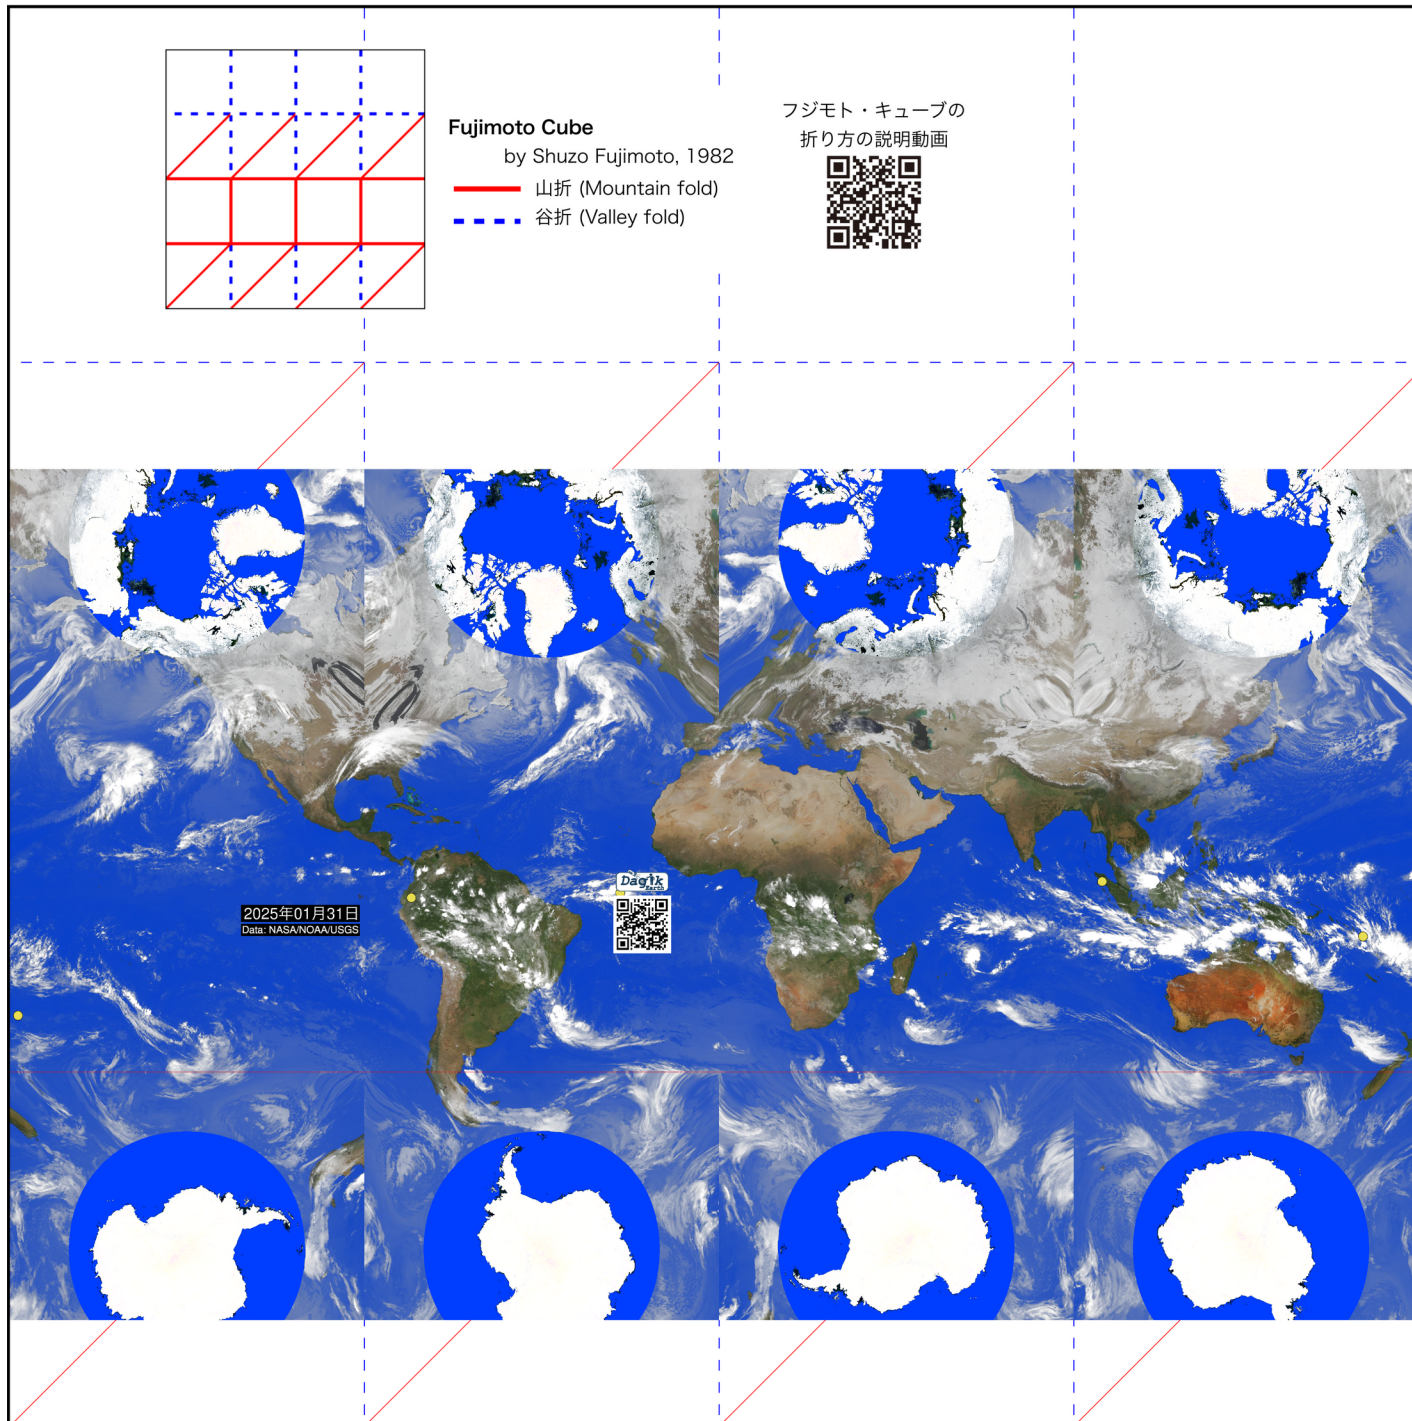 Fujimoto Cube
by Shuzo Fujimoto, 1982
山折 (Mountain fold)
谷折 (Valley fold)
フジモト・キューブの
折り方の説明動画
Dagik
Earth
2025年01月31日
Data: NASA/NOAA/USGS